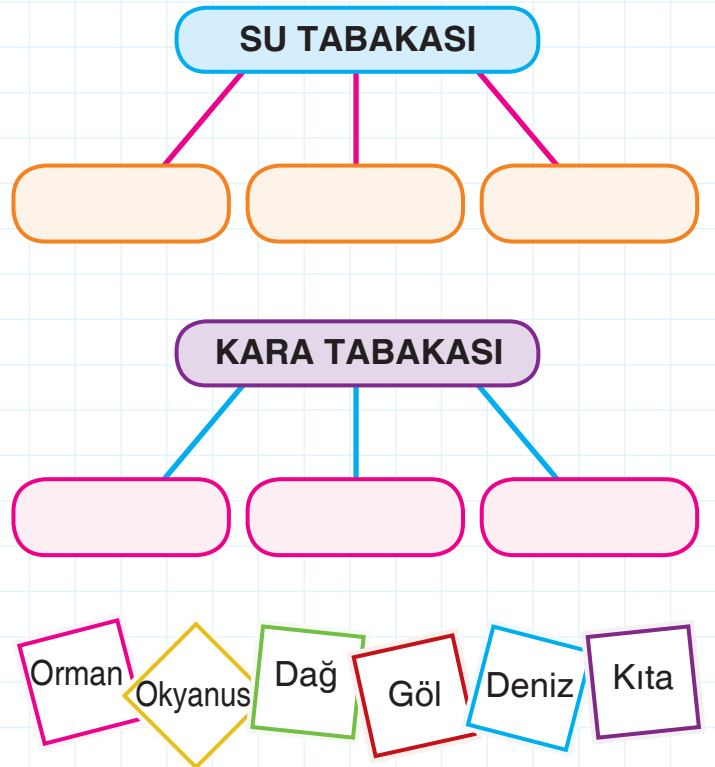 SU TABAKASI
KARA TABAKASI
Orman
Okyanus
Dağ
Göl
Deniz
Kıta